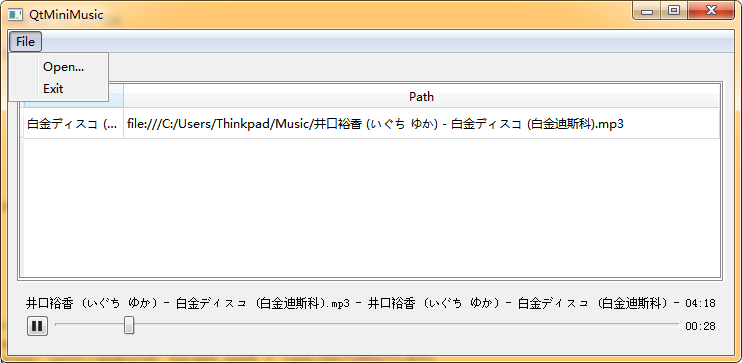 QtMiniMusic
File
Open...
Exit
Path
白金ディスコ (... file:///C:/Users/Thinkpad/Music/井口裕香 (いぐち ゆか) - 白金ディスコ (白金迪斯科).mp3
井口裕香 (いぐち ゆか) - 白金ディスコ (白金迪斯科).mp3 - 井口裕香 (いぐち ゆか) - 白金ディスコ (白金迪斯科) - 04:18
00:28